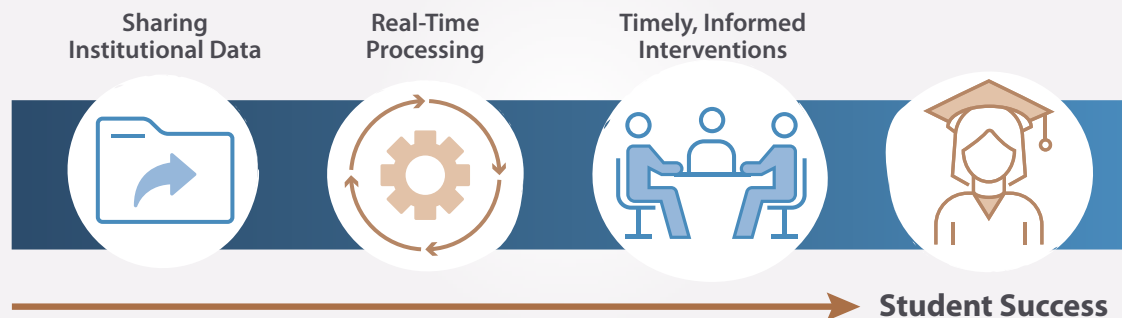 Sharing
Institutional Data
Real-Time
Processing
Timely, Informed
Interventions
Student Success